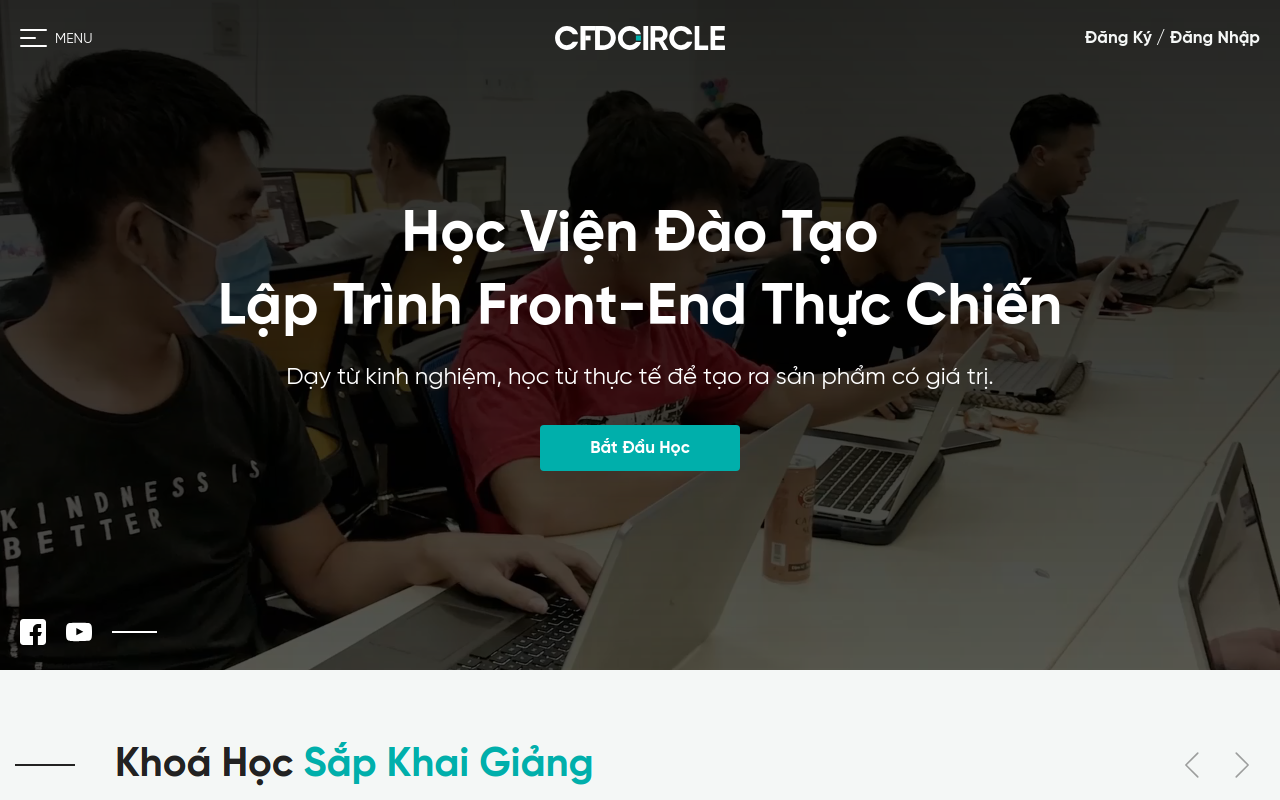 MENU
CFDCIRCLE
Đăng Ký / Đăng Nhập
Học Viện Đào Tạo
Lập Trình Front-End Thực Chiến
Dạy từ kinh nghiệm, học từ thực tế để tạo ra sản phẩm có giá trị.
Bắt Đầu Học
KINDNESS IS
BETTER
Khoá Học Sắp Khai Giảng